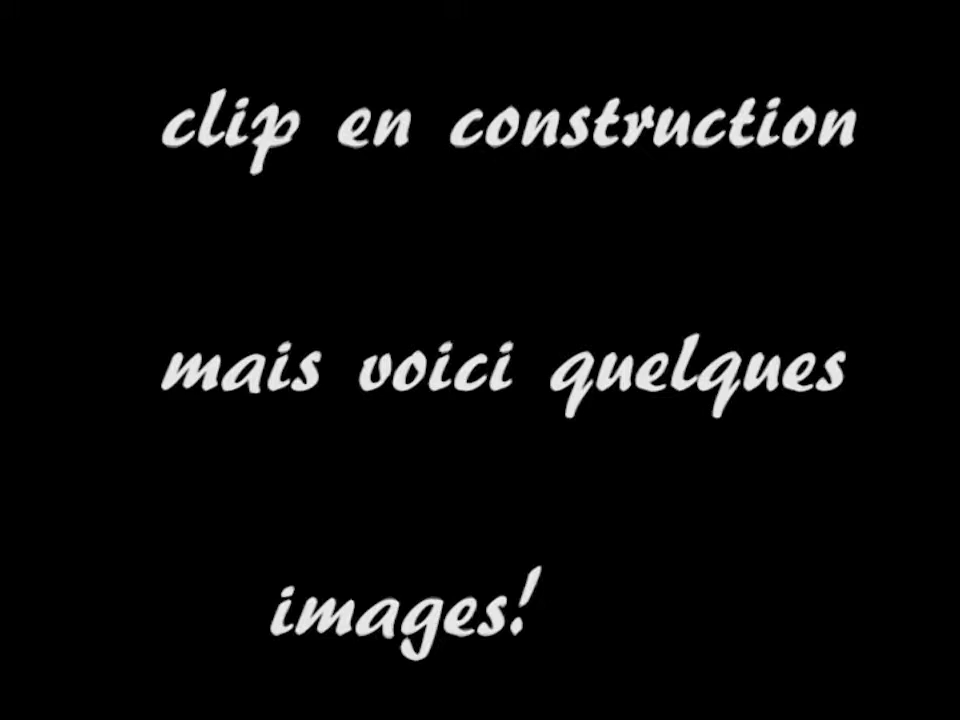 clip en construction
mais voici quelques
images!